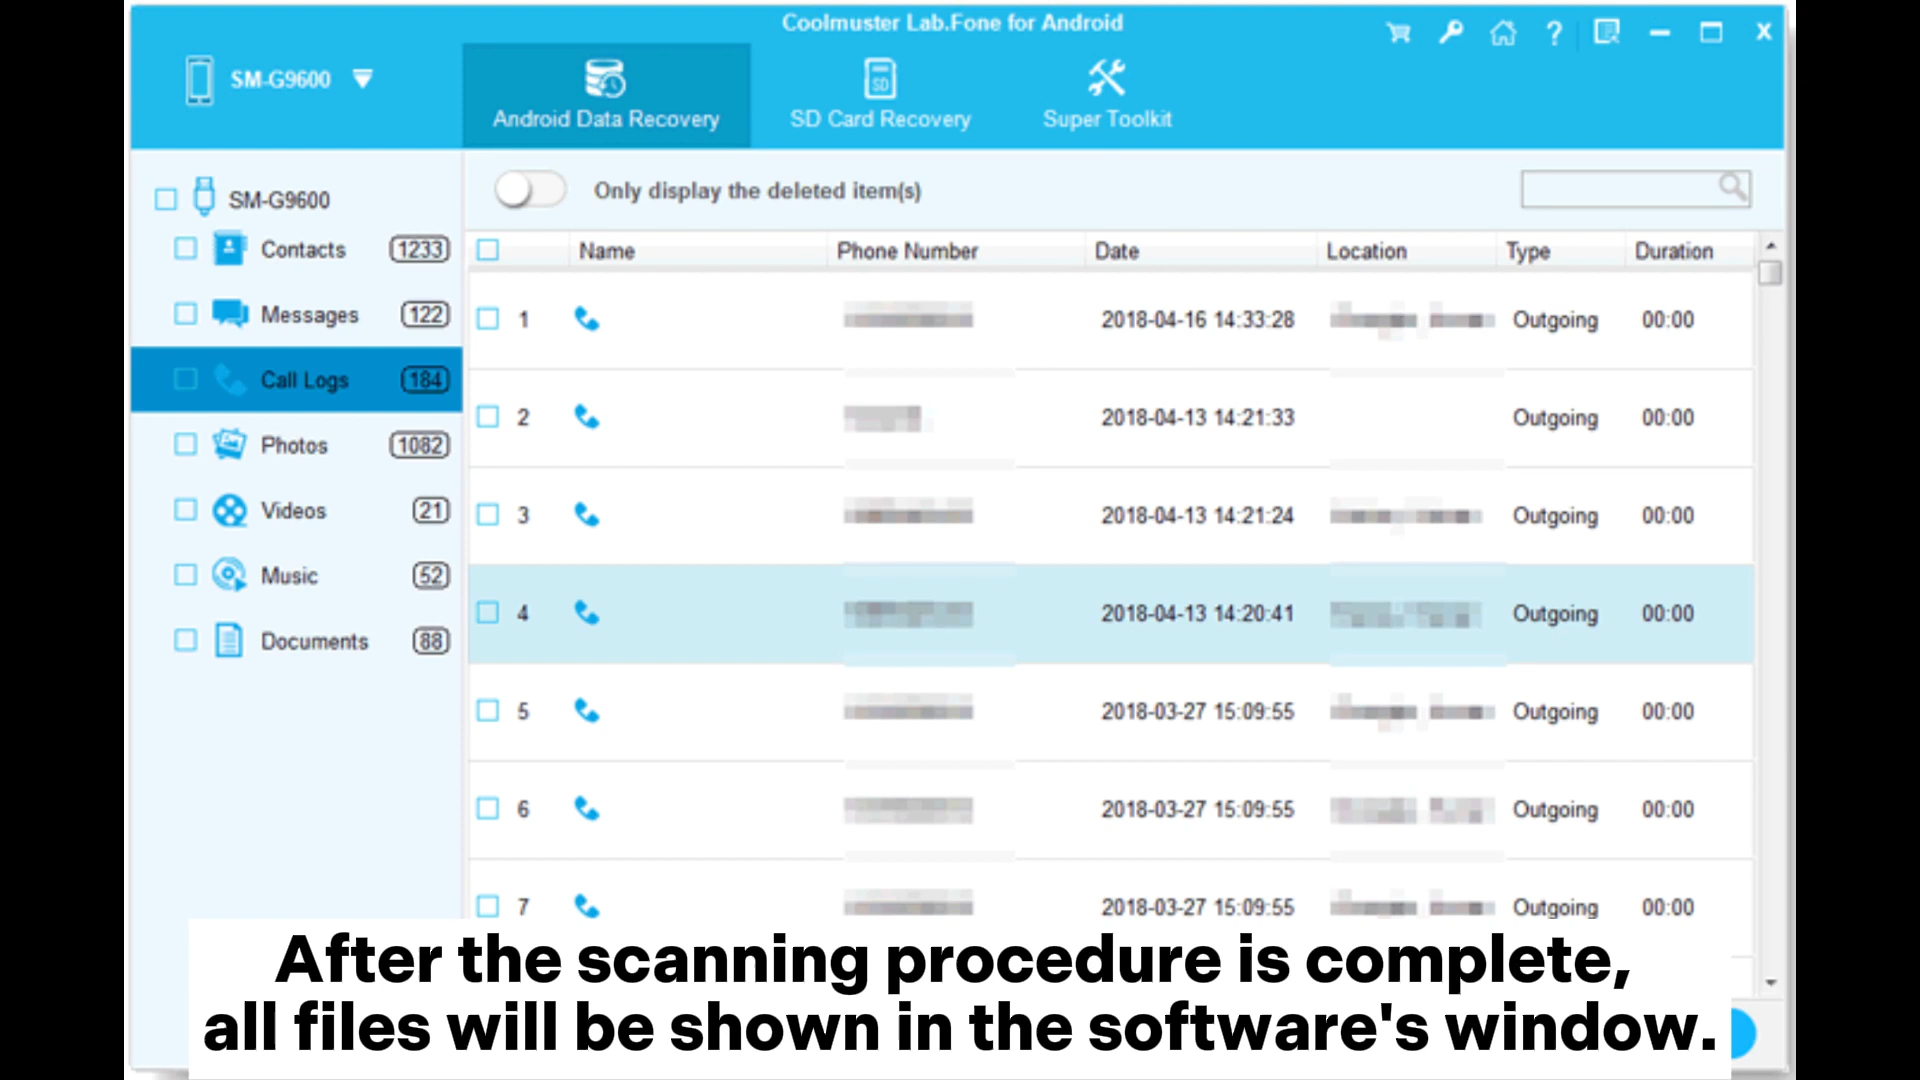 Coolmuster Lab.Fone for Android
SM-G9600
Android Data Recovery
SD
SD Card Recovery
Super Toolkit
SM-G9600
Contacts 1233
Messages 122
Call Logs 184
Photos 1082
Videos 21
Music 52
Documents 88
Only display the deleted item(s)
Name Phone Number Date Location Type Duration
1 2018-04-16 14:33:28 Outgoing 00:00
2 2018-04-13 14:21:33 Outgoing 00:00
3 2018-04-13 14:21:24 Outgoing 00:00
4 2018-04-13 14:20:41 Outgoing 00:00
5 2018-03-27 15:09:55 Outgoing 00:00
6 2018-03-27 15:09:55 Outgoing 00:00
7 2018-03-27 15:09:55 Outgoing 00:00
After the scanning procedure is complete,
all files will be shown in the software's window.